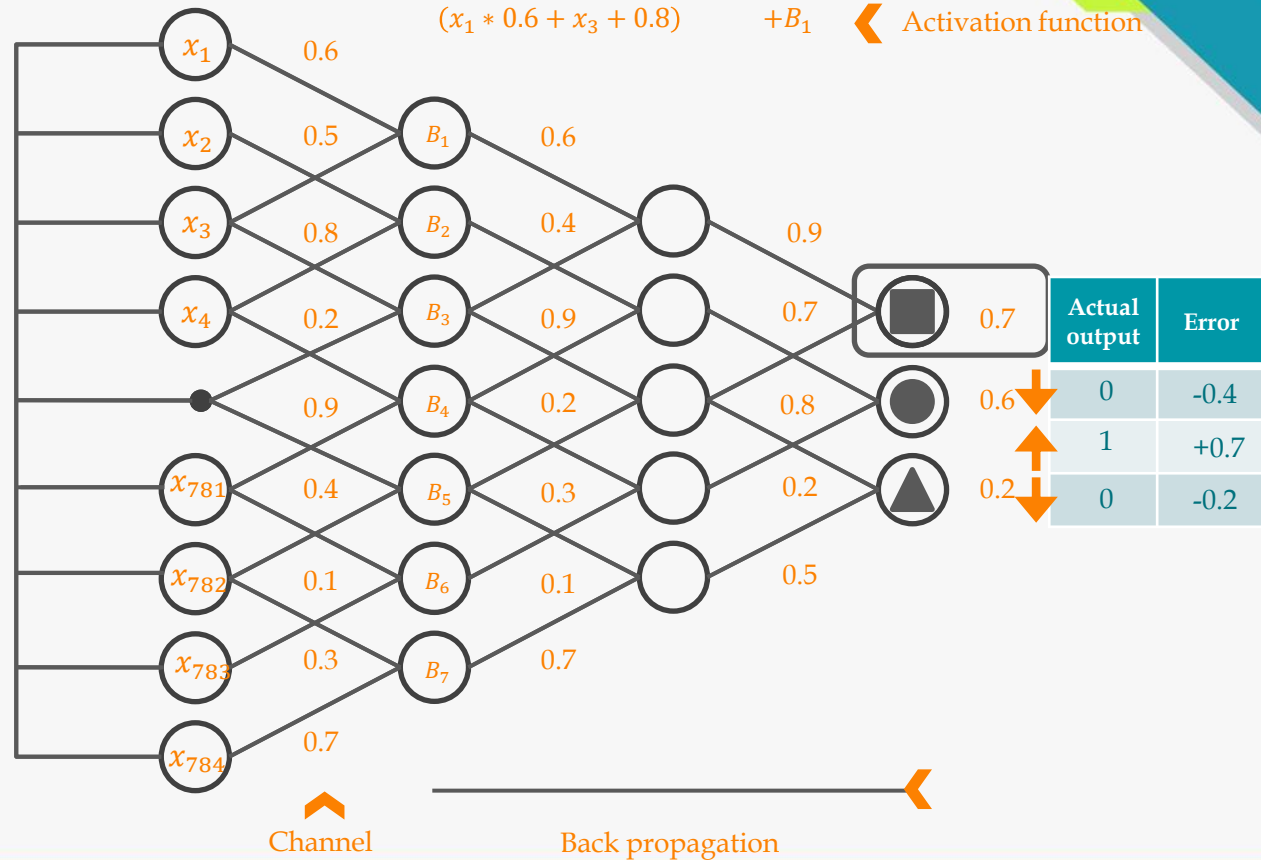 (x₁ * 0.6 + x₃ + 0.8) +B₁ Activation function
x₁
0.6
x₂
0.5
B₁
0.6
x₃
0.8
B₂
0.4
0.9
x₄
0.2
B₃
0.9
0.7
0.7
0.9
B₄
0.2
0.8
0.6
x₇₈₁
0.4
B₅
0.3
0.2
0.2
x₇₈₂
0.1
B₆
0.1
0.5
x₇₈₃
0.3
B₇
0.7
x₇₈₄
0.7
Actual output
Error
0 -0.4
1 +0.7
0 -0.2
Channel
Back propagation